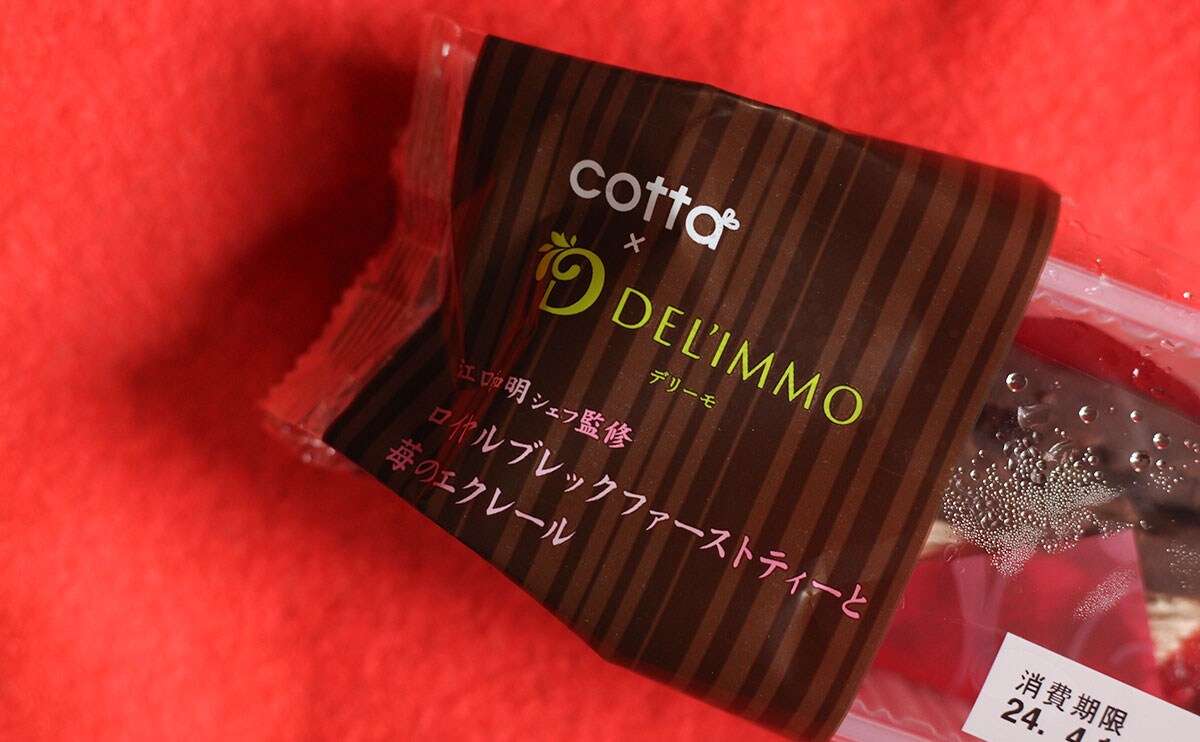 cotta
×
DEL'IMMO
デリーモ
江口和明シェフ監修
ロイヤルブレックファーストティーと
苺のエクレール
消費期限
24. 4.